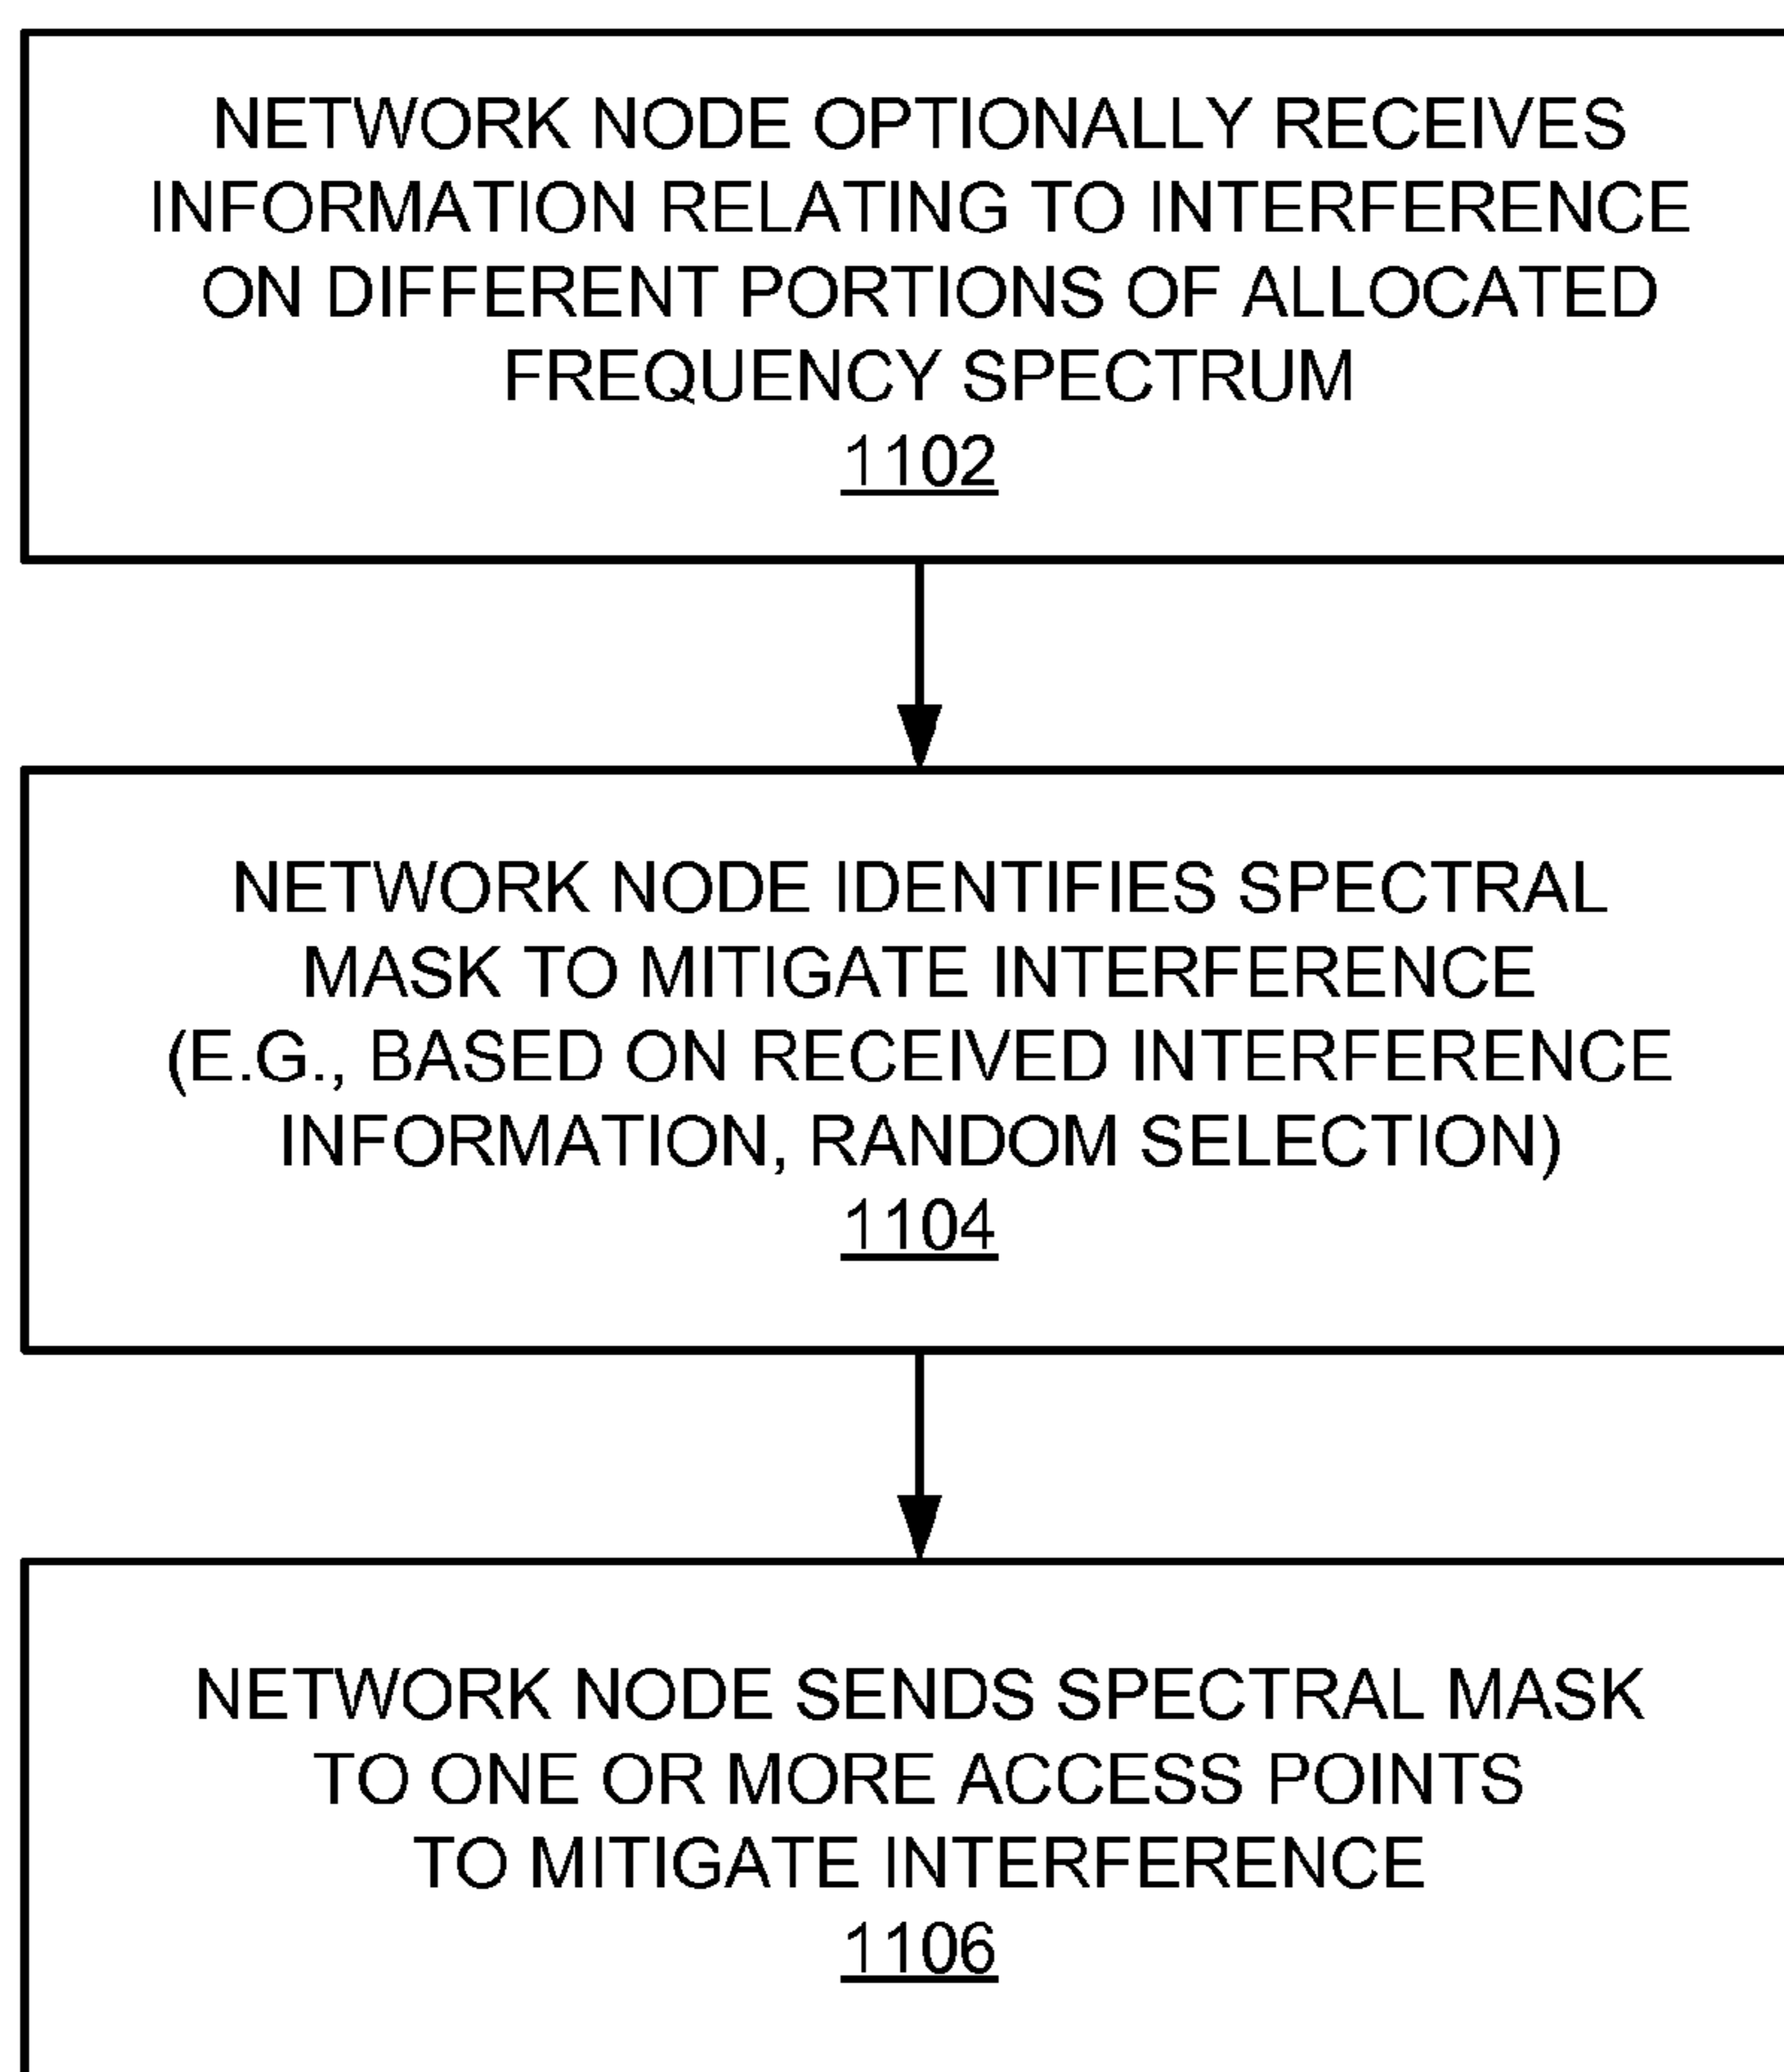 NETWORK NODE OPTIONALLY RECEIVES
INFORMATION RELATING TO INTERFERENCE
ON DIFFERENT PORTIONS OF ALLOCATED
FREQUENCY SPECTRUM
1102
NETWORK NODE IDENTIFIES SPECTRAL
MASK TO MITIGATE INTERFERENCE
(E.G., BASED ON RECEIVED INTERFERENCE
INFORMATION, RANDOM SELECTION)
1104
NETWORK NODE SENDS SPECTRAL MASK
TO ONE OR MORE ACCESS POINTS
TO MITIGATE INTERFERENCE
1106